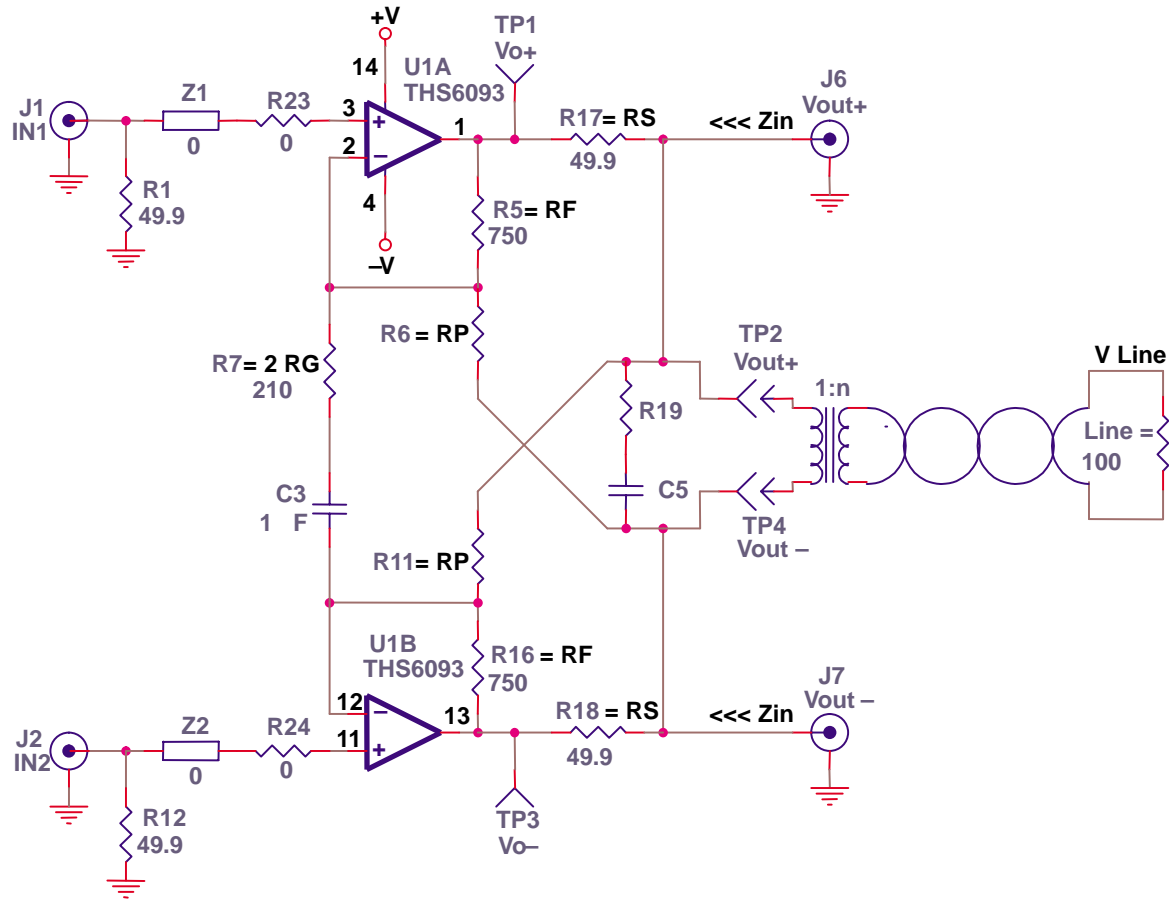 +V
TP1
Vo+
14
U1A
THS6093
J6
Vout+
J1
IN1
Z1
0
R23
0
3
+
2
–
1
R17= RS
49.9
<<< Zin
R1
49.9
4
–V
R5= RF
750
R6 = RP
R7= 2 RG
210
TP2
Vout+
V Line
1:n
R19
Line =
100
C3
1 F
C5
TP4
Vout –
R11= RP
U1B
THS6093
R16 = RF
750
J7
Vout –
12
–
11
+
13
R18 = RS
49.9
<<< Zin
J2
IN2
Z2
0
R24
0
R12
49.9
TP3
Vo–